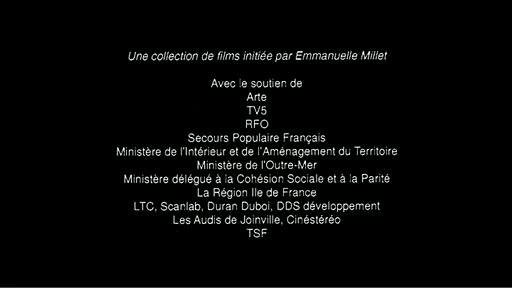 Une collection de films initiée par Emmanuelle Millet
Avec le soutien de
Arte
TV5
RFO
Secours Populaire Français
Ministère de l'Intérieur et de l'Aménagement du Territoire
Ministère de l'Outre-Mer
Ministère délégué à la Cohésion Sociale et à la Parité
La Région Ile de France
LTC, Scanlab, Duran Duboi, DDS développement
Les Audis de Joinville, Cinéstéréo
TSF